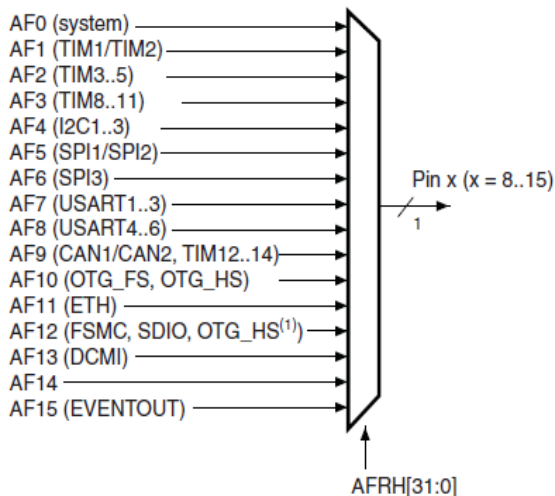 AF0 (system)
AF1 (TIM1/TIM2)
AF2 (TIM3..5)
AF3 (TIM8..11)
AF4 (I2C1..3)
AF5 (SPI1/SPI2)
AF6 (SPI3)
AF7 (USART1..3)
AF8 (USART4..6)
AF9 (CAN1/CAN2, TIM12..14)
AF10 (OTG_FS, OTG_HS)
AF11 (ETH)
AF12 (FSMC, SDIO, OTG_HS(1))
AF13 (DCMI)
AF14
AF15 (EVENTOUT)
Pin x (x = 8..15)
1
AFRH[31:0]